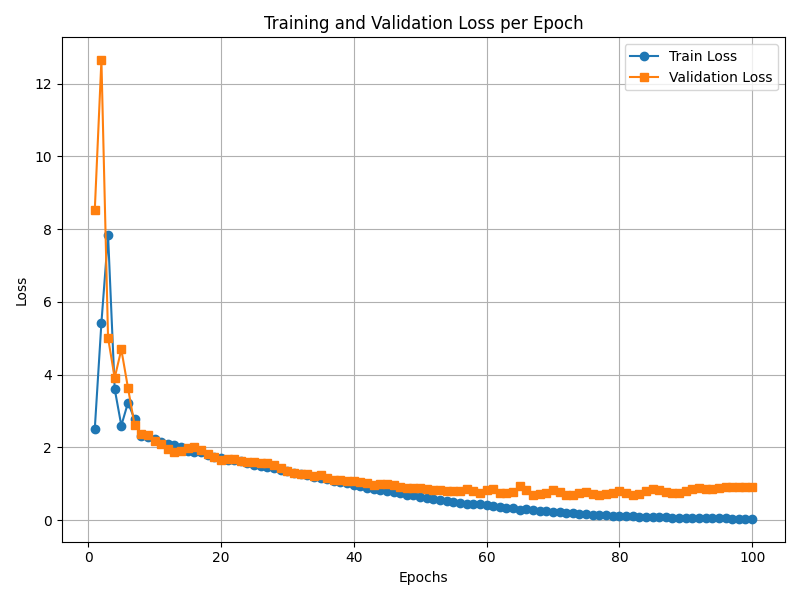 Training and Validation Loss per Epoch
Train Loss
Validation Loss
12
10
8
6
4
2
0
Loss
0 20 40 60 80 100
Epochs